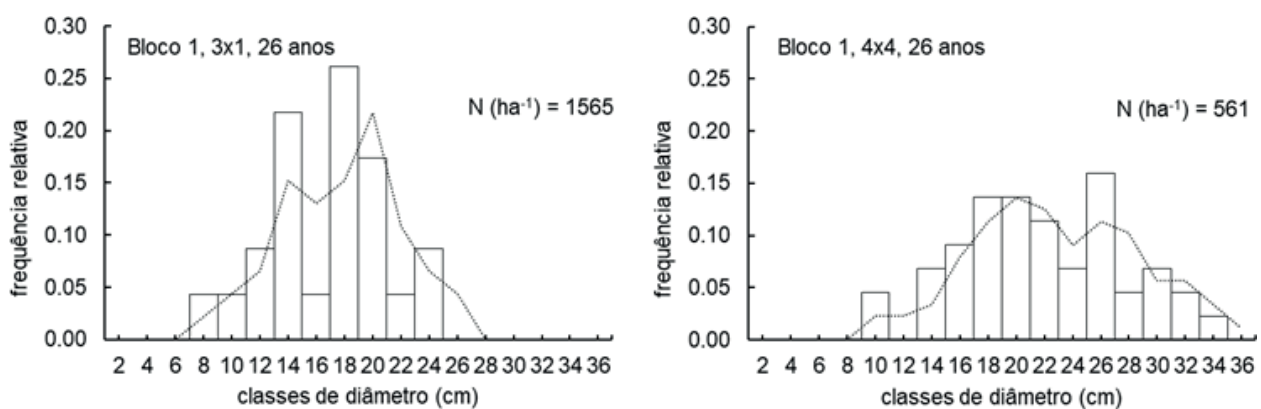 0.30
0.25
0.20
0.15
0.10
0.05
0.00
frequência relativa
Bloco 1, 3x1, 26 anos
N (ha⁻¹) = 1565
2 4 6 8 10 12 14 16 18 20 22 24 26 28 30 32 34 36
classes de diâmetro (cm)
0.30
0.25
0.20
0.15
0.10
0.05
0.00
frequência relativa
Bloco 1, 4x4, 26 anos
N (ha⁻¹) = 561
2 4 6 8 10 12 14 16 18 20 22 24 26 28 30 32 34 36
classes de diâmetro (cm)